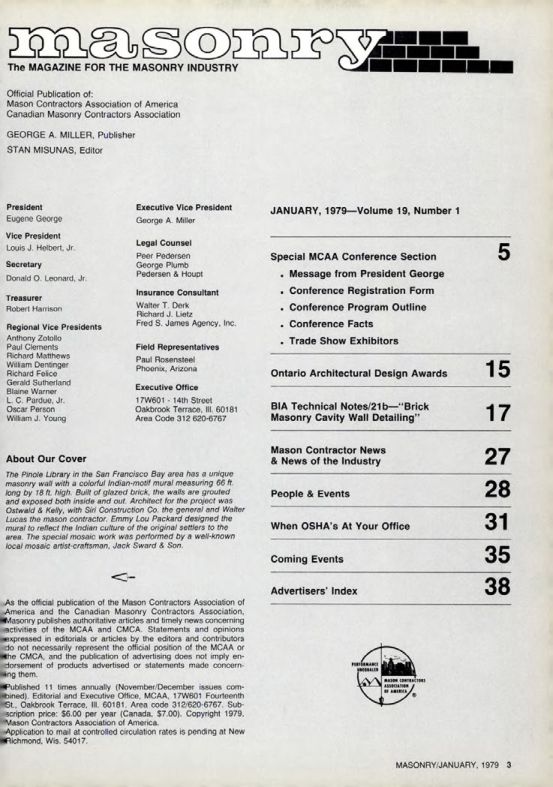 masonry
The MAGAZINE FOR THE MASONRY INDUSTRY
Official Publication of:
Mason Contractors Association of America
Canadian Masonry Contractors Association
GEORGE A. MILLER, Publisher
STAN MISUNAS, Editor
President
Eugene George
Vice President
Louis J. Helbert, Jr.
Secretary
Donald O. Leonard, Jr.
Treasurer
Robert Harrison
Regional Vice Presidents
Anthony Zotollo
Paul Clements
Richard Matthews
William Dentinger
Richard Felice
Gerald Sutherland
Blaine Warner
L. C. Pardue, Jr.
Oscar Person
William J. Young
Executive Vice President
George A. Miller
Legal Counsel
Peer Pedersen
George Plumb
Pedersen & Houpt
Insurance Consultant
Walter T. Derk
Richard J. Lietz
Fred S. James Agency, Inc.
Field Representatives
Paul Rosensteel
Phoenix, Arizona
Executive Office
17W601 - 14th Street
Oakbrook Terrace, Ill. 60181
Area Code 312 620-6767
About Our Cover
The Pinole Library in the San Francisco Bay area has a unique
masonry wall with a colorful Indian-motif mural measuring 66 ft.
long by 18 ft. high. Built of glazed brick, the walls are grouted
and exposed both inside and out. Architect for the project was
Ostwald & Kelly, with Siri Construction Co. the general and Walter
Lucas the mason contractor. Emmy Lou Packard designed the
mural to reflect the Indian culture of the original settlers to the
area. The special mosaic work was performed by a well-known
local mosaic artist-craftsman, Jack Sward & Son.
As the official publication of the Mason Contractors Association of
America and the Canadian Masonry Contractors Association,
Masonry publishes authoritative articles and timely news concerning
activities of the MCAA and CMCA. Statements and opinions
expressed in editorials or articles by the editors and contributors
do not necessarily represent the official position of the MCAA or
the CMCA, and the publication of advertising does not imply en-
dorsement of products advertised or statements made concern-
ing them.
Published 11 times annually (November/December issues com-
bined). Editorial and Executive Office, MCAA, 17W601 Fourteenth
St., Oakbrook Terrace, Ill. 60181. Area code 312/620-6767. Sub-
scription price: $6.00 per year (Canada, $7.00). Copyright 1979.
Mason Contractors Association of America.
Application to mail at controlled circulation rates is pending at New
Richmond, Wis. 54017.
JANUARY, 1979—Volume 19, Number 1
Special MCAA Conference Section 5
• Message from President George
• Conference Registration Form
• Conference Program Outline
• Conference Facts
• Trade Show Exhibitors
Ontario Architectural Design Awards 15
BIA Technical Notes/21b—"Brick
Masonry Cavity Wall Detailing" 17
Mason Contractor News
& News of the Industry 27
People & Events 28
When OSHA's At Your Office 31
Coming Events 35
Advertisers' Index 38
PERFORMANCE
UNEQUALED
MASON CONTRACTORS
ASSOCIATION
OF AMERICA
®
MASONRY/JANUARY, 1979 3